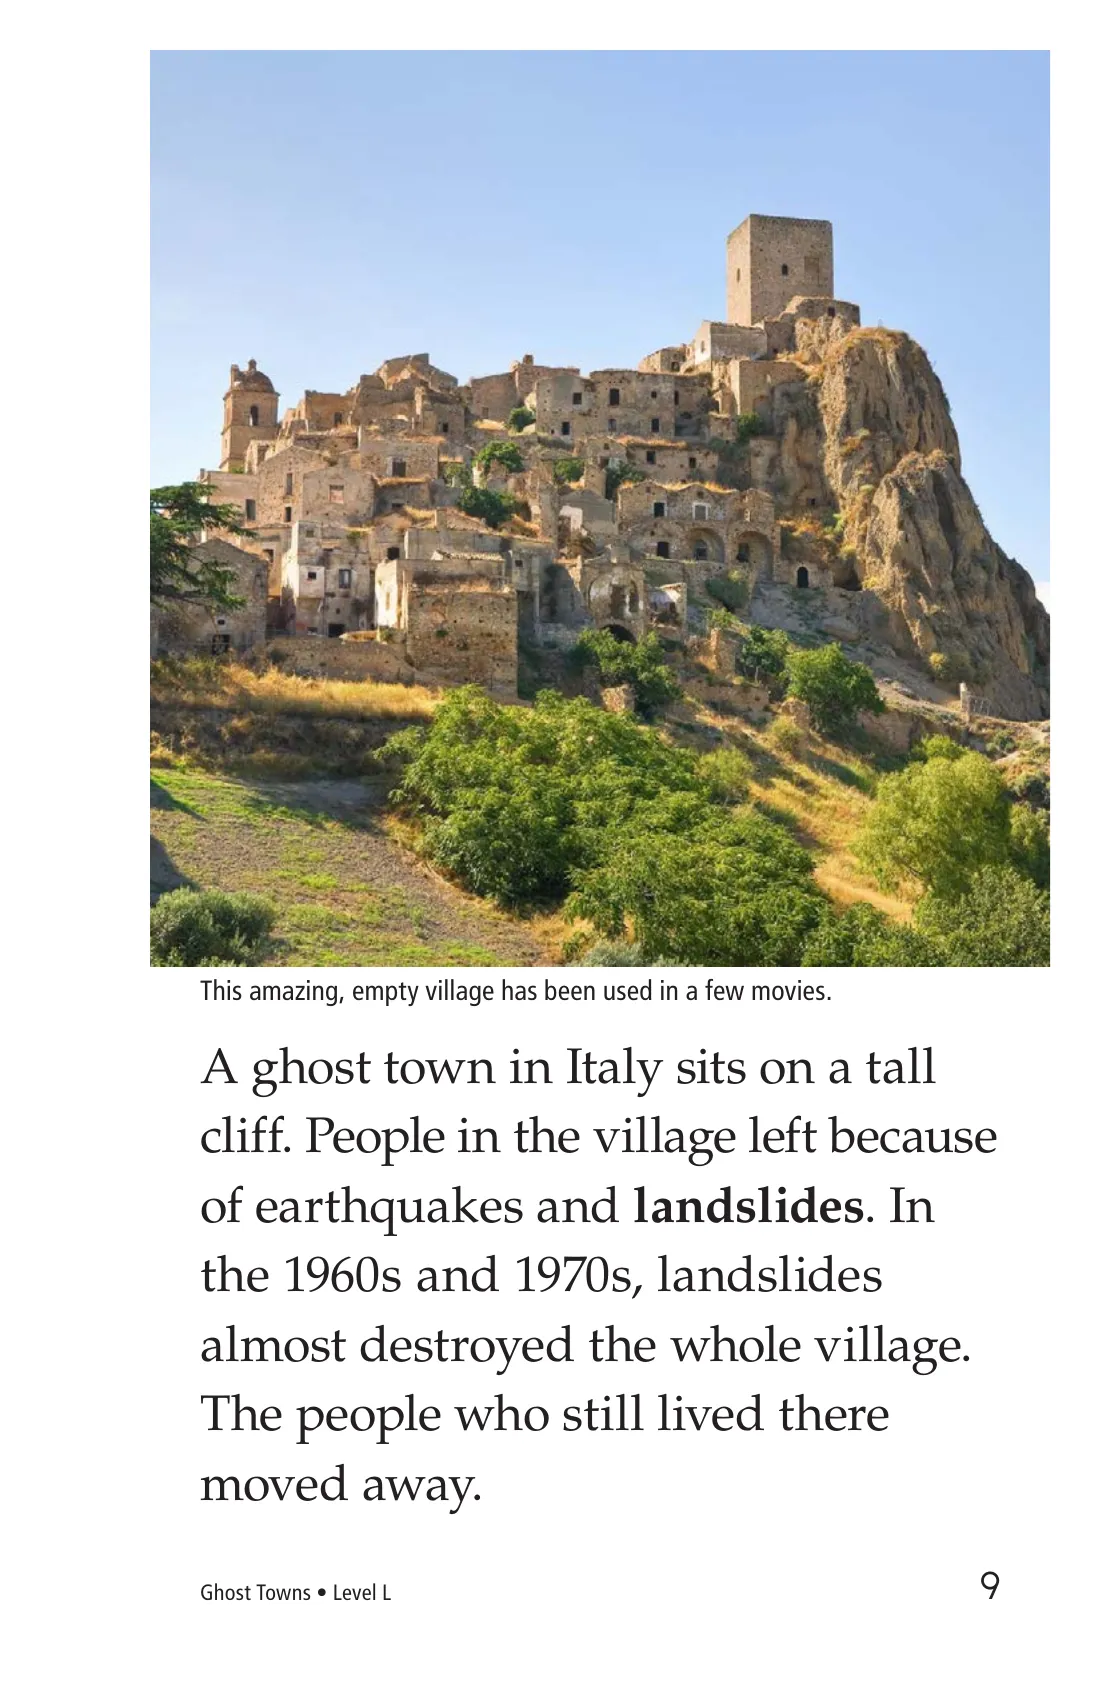 This amazing, empty village has been used in a few movies.
A ghost town in Italy sits on a tall
cliff. People in the village left because
of earthquakes and landslides. In
the 1960s and 1970s, landslides
almost destroyed the whole village.
The people who still lived there
moved away.
Ghost Towns • Level L
9